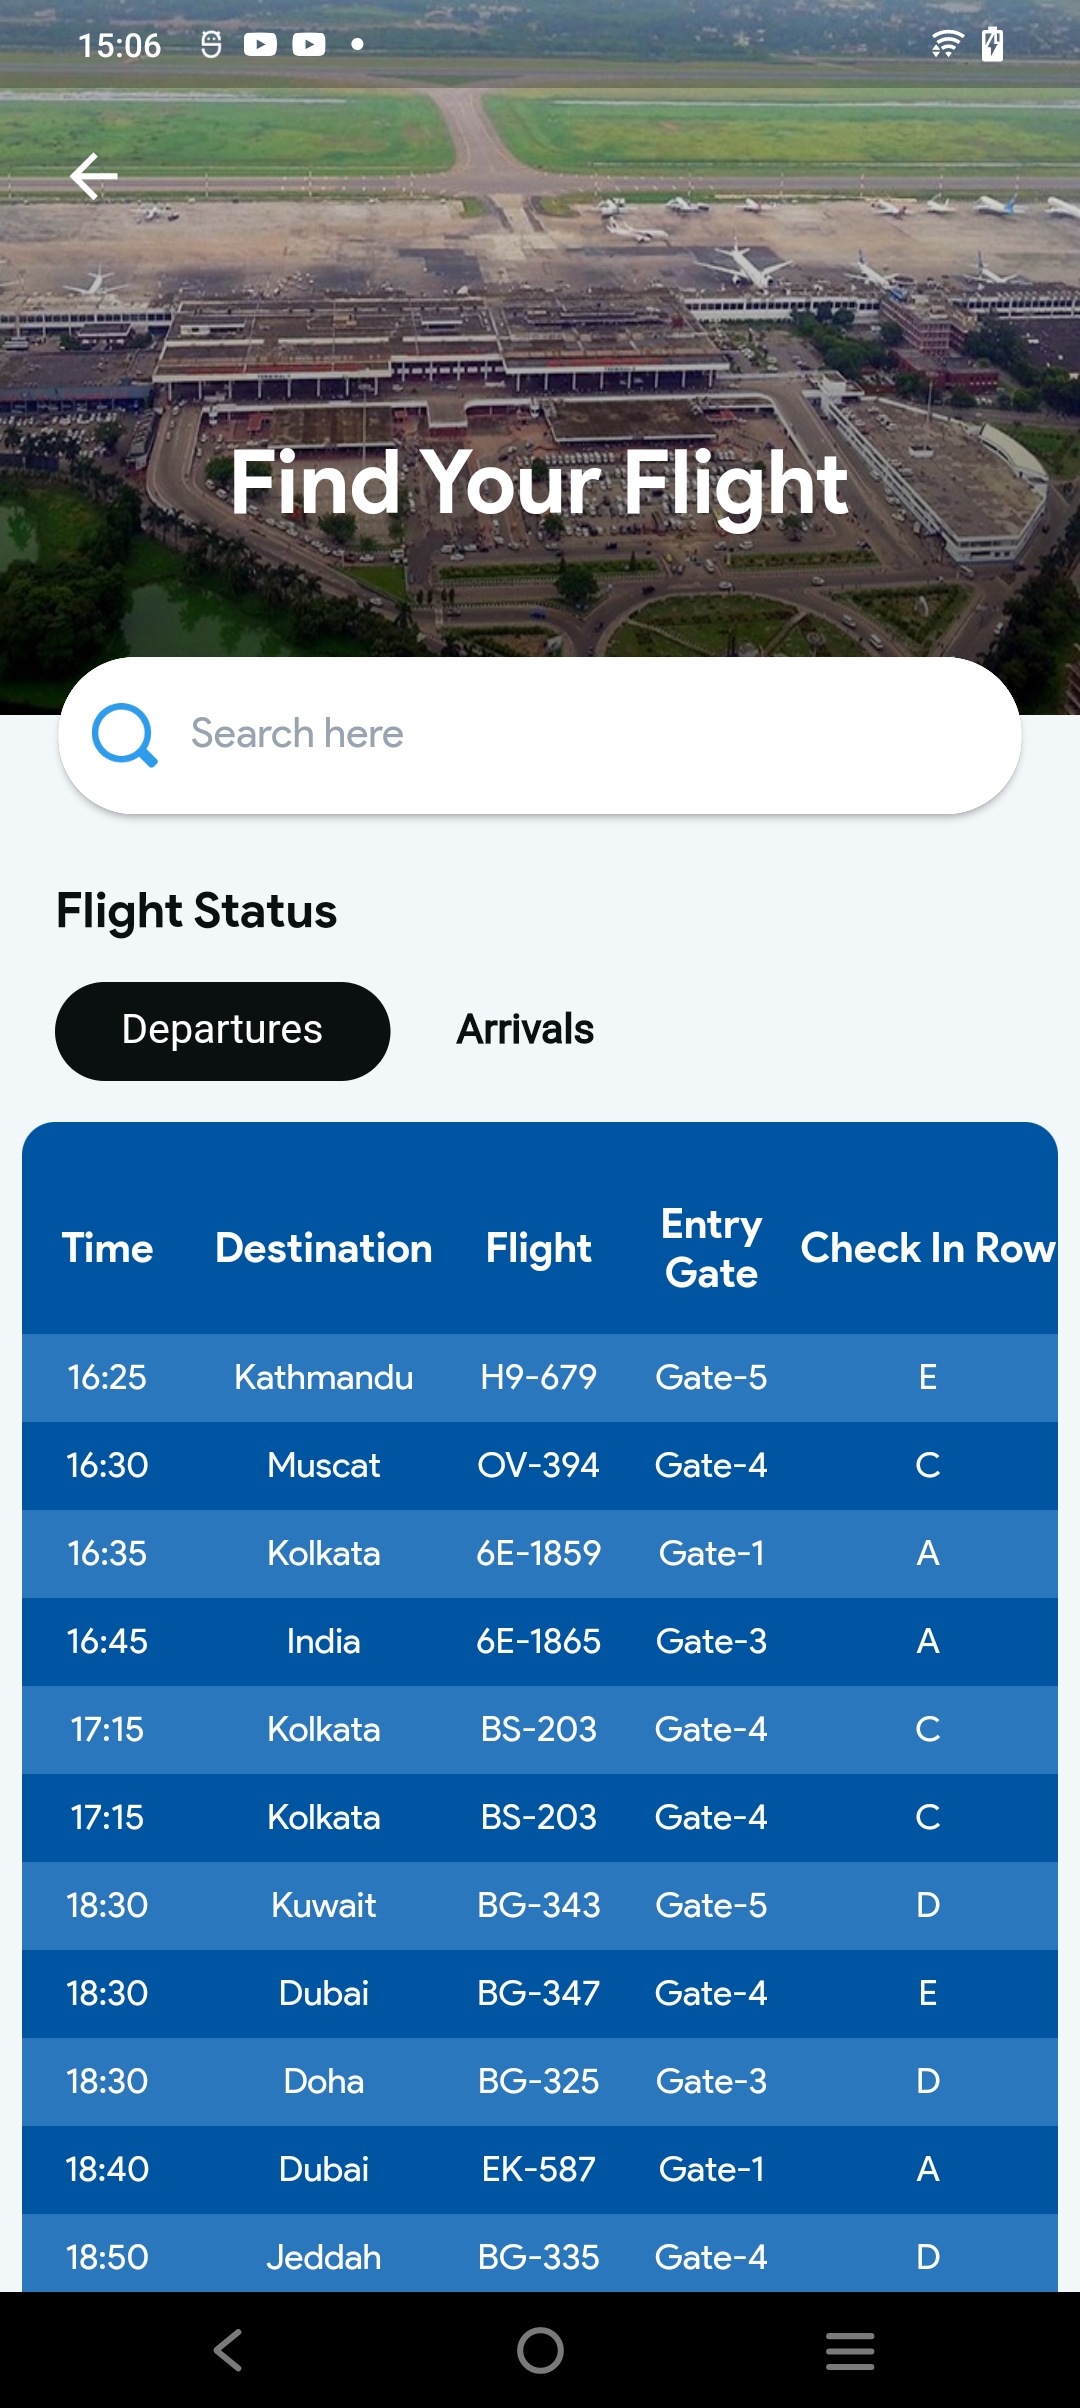 15:06
Find Your Flight
Search here
Flight Status
Departures Arrivals
Time Destination Flight Entry Gate Check In Row
16:25 Kathmandu H9-679 Gate-5 E
16:30 Muscat OV-394 Gate-4 C
16:35 Kolkata 6E-1859 Gate-1 A
16:45 India 6E-1865 Gate-3 A
17:15 Kolkata BS-203 Gate-4 C
17:15 Kolkata BS-203 Gate-4 C
18:30 Kuwait BG-343 Gate-5 D
18:30 Dubai BG-347 Gate-4 E
18:30 Doha BG-325 Gate-3 D
18:40 Dubai EK-587 Gate-1 A
18:50 Jeddah BG-335 Gate-4 D